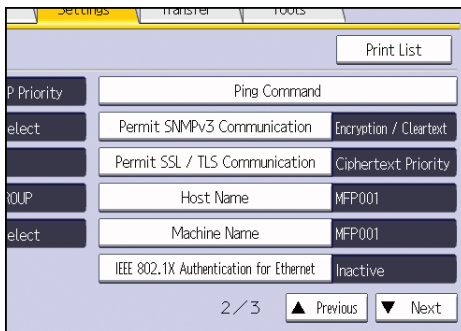 Settings Transfer Tools
Print List
P Priority Ping Command
elect Permit SNMPv3 Communication Encryption / Cleartext
Permit SSL / TLS Communication Ciphertext Priority
ROUP Host Name MFP001
elect Machine Name MFP001
IEEE 802.1X Authentication for Ethernet Inactive
2/3 ▲ Previous ▼ Next